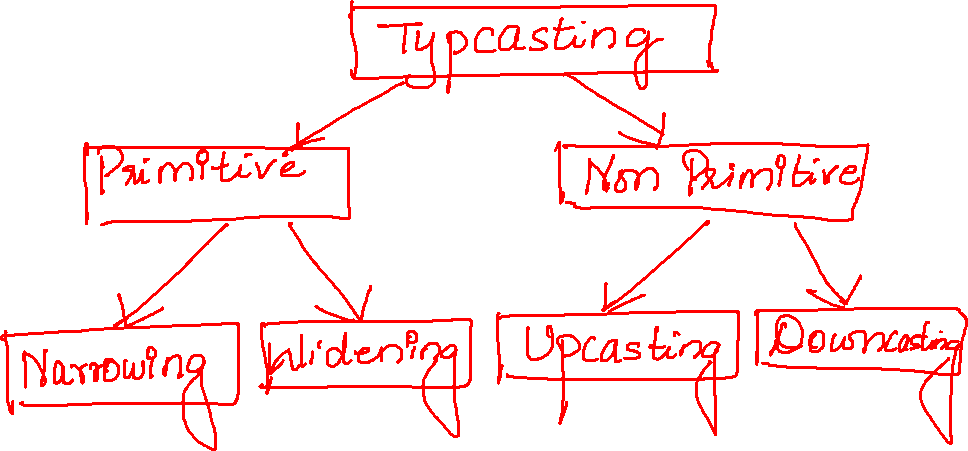 Typcasting
Primitive
Non Primitive
Narrowing
Widening
Upcasting
Downcasting